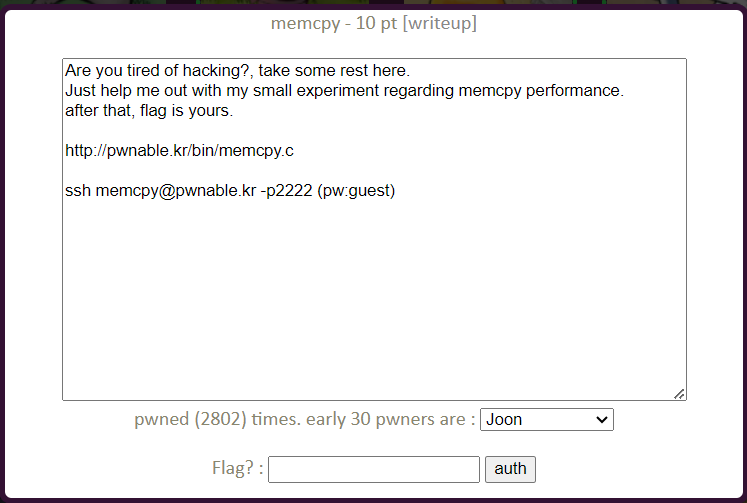 memcpy - 10 pt [writeup]
Are you tired of hacking?, take some rest here.
Just help me out with my small experiment regarding memcpy performance.
after that, flag is yours.
http://pwnable.kr/bin/memcpy.c
ssh memcpy@pwnable.kr -p2222 (pw:guest)
pwned (2802) times. early 30 pwners are : Joon
Flag? : auth